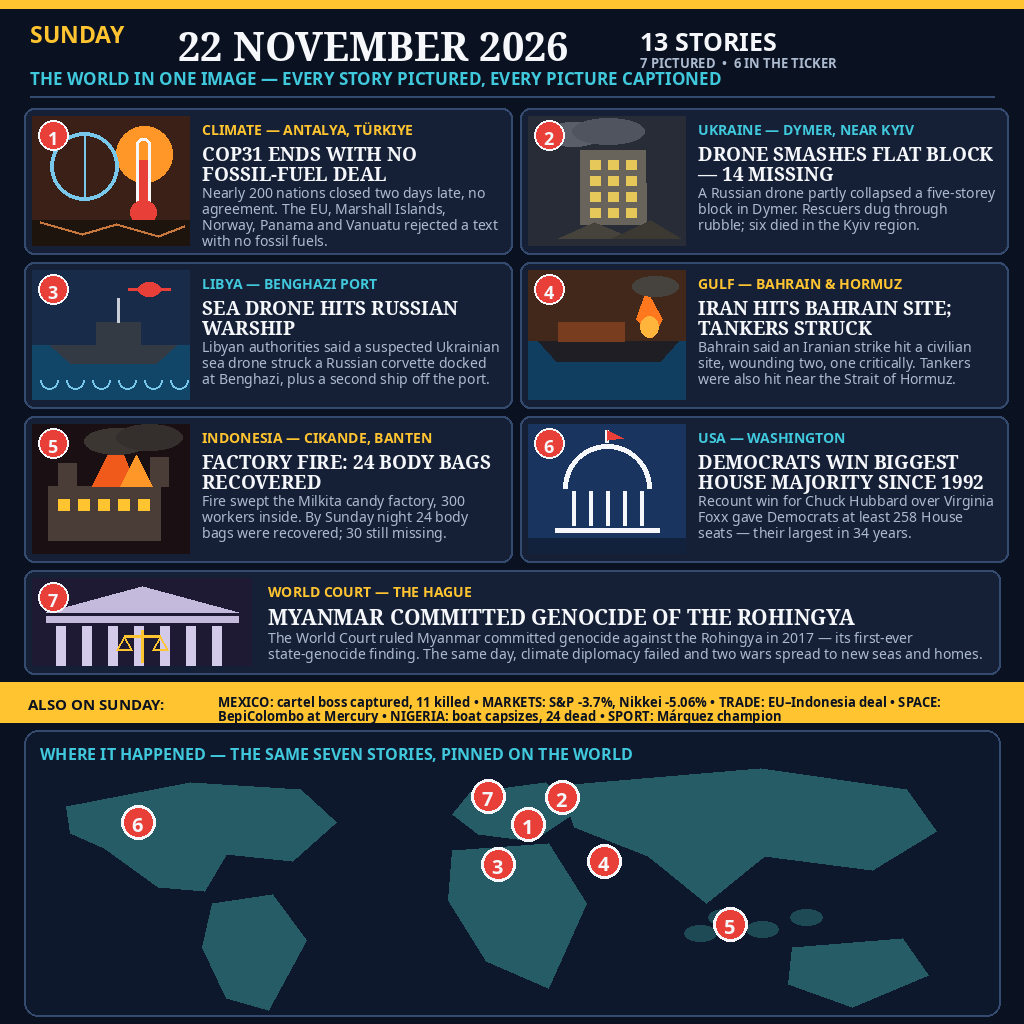 SUNDAY
22 NOVEMBER 2026
13 STORIES
7 PICTURED • 6 IN THE TICKER
THE WORLD IN ONE IMAGE — EVERY STORY PICTURED, EVERY PICTURE CAPTIONED
1
CLIMATE — ANTALYA, TÜRKIYE
COP31 ENDS WITH NO
FOSSIL-FUEL DEAL
Nearly 200 nations closed two days late, no
agreement. The EU, Marshall Islands,
Norway, Panama and Vanuatu rejected a text
with no fossil fuels.
2
UKRAINE — DYMER, NEAR KYIV
DRONE SMASHES FLAT BLOCK
— 14 MISSING
A Russian drone partly collapsed a five-storey
block in Dymer. Rescuers dug through
rubble; six died in the Kyiv region.
3
LIBYA — BENGHAZI PORT
SEA DRONE HITS RUSSIAN
WARSHIP
Libyan authorities said a suspected Ukrainian
sea drone struck a Russian corvette docked
at Benghazi, plus a second ship off the port.
4
GULF — BAHRAIN & HORMUZ
IRAN HITS BAHRAIN SITE;
TANKERS STRUCK
Bahrain said an Iranian strike hit a civilian
site, wounding two, one critically. Tankers
were also hit near the Strait of Hormuz.
5
INDONESIA — CIKANDE, BANTEN
FACTORY FIRE: 24 BODY BAGS
RECOVERED
Fire swept the Milkita candy factory, 300
workers inside. By Sunday night 24 body
bags were recovered; 30 still missing.
6
USA — WASHINGTON
DEMOCRATS WIN BIGGEST
HOUSE MAJORITY SINCE 1992
Recount win for Chuck Hubbard over Virginia
Foxx gave Democrats at least 258 House
seats — their largest in 34 years.
7
WORLD COURT — THE HAGUE
MYANMAR COMMITTED GENOCIDE OF THE ROHINGYA
The World Court ruled Myanmar committed genocide against the Rohingya in 2017 — its first-ever
state-genocide finding. The same day, climate diplomacy failed and two wars spread to new seas and homes.
ALSO ON SUNDAY:
MEXICO: cartel boss captured, 11 killed • MARKETS: S&P -3.7%, Nikkei -5.06% • TRADE: EU–Indonesia deal • SPACE:
BepiColombo at Mercury • NIGERIA: boat capsizes, 24 dead • SPORT: Márquez champion
WHERE IT HAPPENED — THE SAME SEVEN STORIES, PINNED ON THE WORLD
7
2
6
1
3
4
5